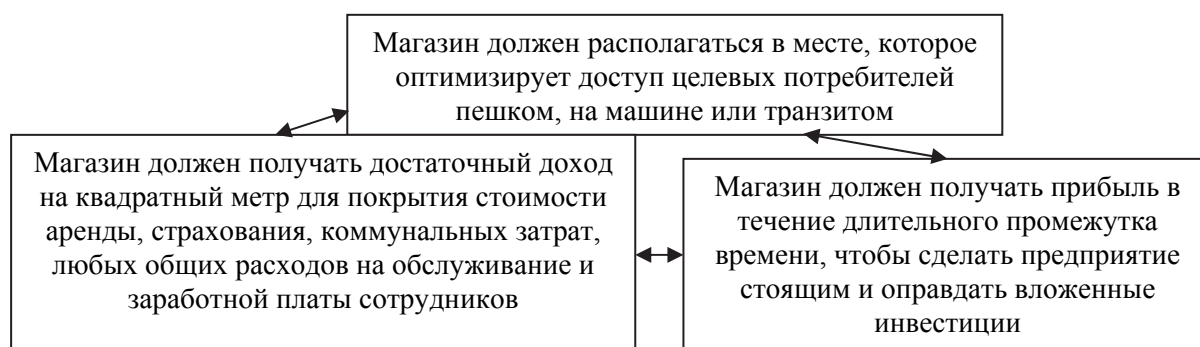 Магазин должен располагаться в месте, которое
оптимизирует доступ целевых потребителей
пешком, на машине или транзитом
Магазин должен получать достаточный доход
на квадратный метр для покрытия стоимости
аренды, страхования, коммунальных затрат,
любых общих расходов на обслуживание и
заработной платы сотрудников
Магазин должен получать прибыль в
течение длительного промежутка
времени, чтобы сделать предприятие
стоящим и оправдать вложенные
инвестиции